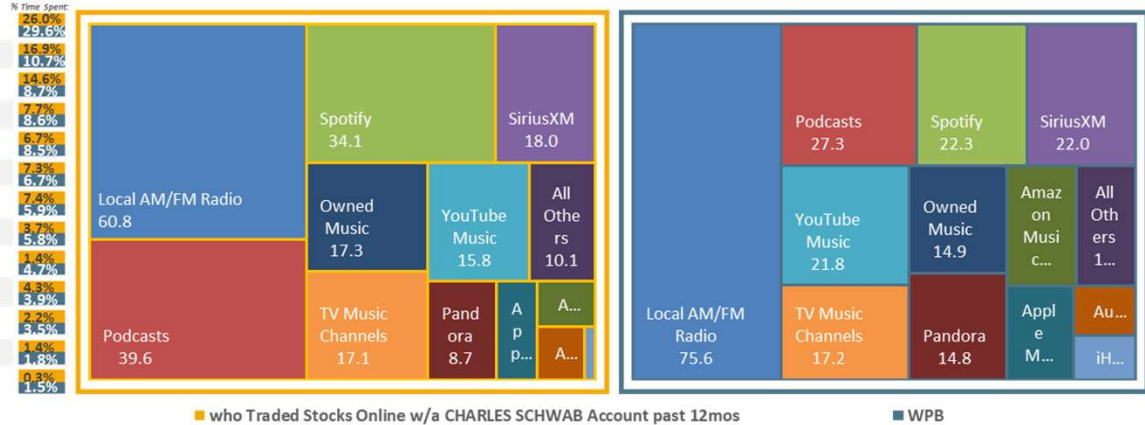 % Time Spent:
26.0%
29.6%
16.9%
10.7%
14.6%
8.7%
7.7%
8.6%
6.7%
8.5%
7.3%
6.7%
7.4%
5.9%
3.7%
5.8%
1.4%
4.7%
4.3%
3.9%
2.2%
3.5%
1.4%
1.8%
0.3%
1.5%
Local AM/FM Radio
60.8
Podcasts
39.6
Spotify
34.1
SiriusXM
18.0
Owned
Music
17.3
YouTube
Music
15.8
All
Othe
rs
10.1
TV Music
Channels
17.1
Pand
ora
8.7
A
p
p...
A...
A...
Local AM/FM
Radio
75.6
Podcasts
27.3
Spotify
22.3
SiriusXM
22.0
YouTube
Music
21.8
Owned
Music
14.9
Amaz
on
Musi
c...
All
Oth
ers
1...
TV Music
Channels
17.2
Pandora
14.8
Appl
e
M...
Au...
iH...
who Traded Stocks Online w/a CHARLES SCHWAB Account past 12mos
WPB